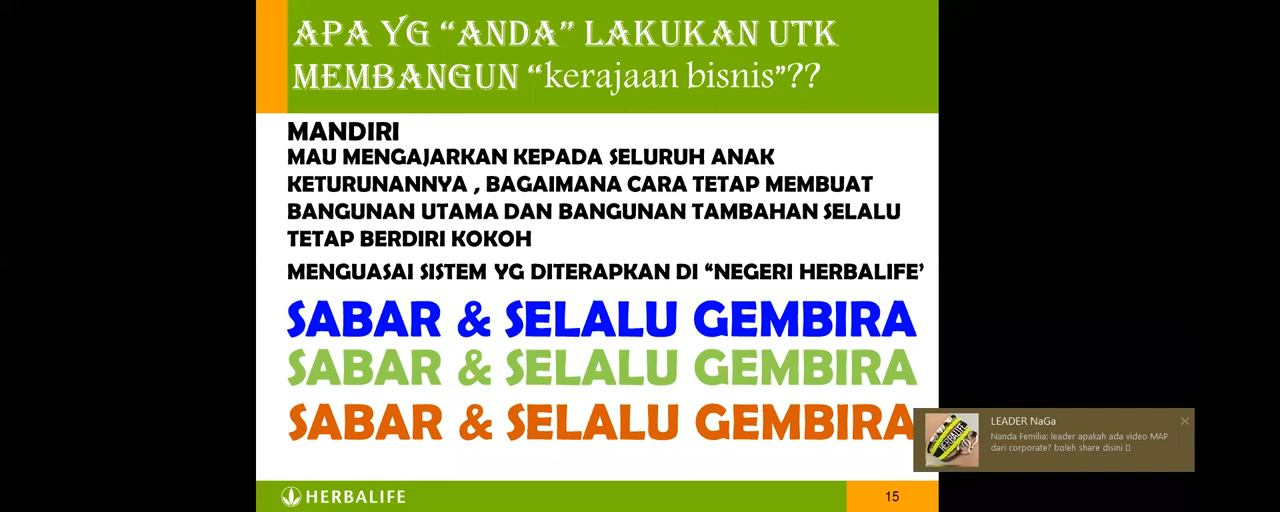 APA YG “ANDA” LAKUKAN UTK
MEMBANGUN “kerajaan bisnis”??
MANDIRI
MAU MENGAJARKAN KEPADA SELURUH ANAK
KETURUNANNYA , BAGAIMANA CARA TETAP MEMBUAT
BANGUNAN UTAMA DAN BANGUNAN TAMBAHAN SELALU
TETAP BERDIRI KOKOH
MENGUASAI SISTEM YG DITERAPKAN DI “NEGERI HERBALIFE’
SABAR & SELALU GEMBIRA
SABAR & SELALU GEMBIRA
SABAR & SELALU GEMBIRA
LEADER NaGa
Nanda Femilia: leader apakah ada video MAP
dari corporate? boleh share disini
HERBALIFE
HERBALIFE
15